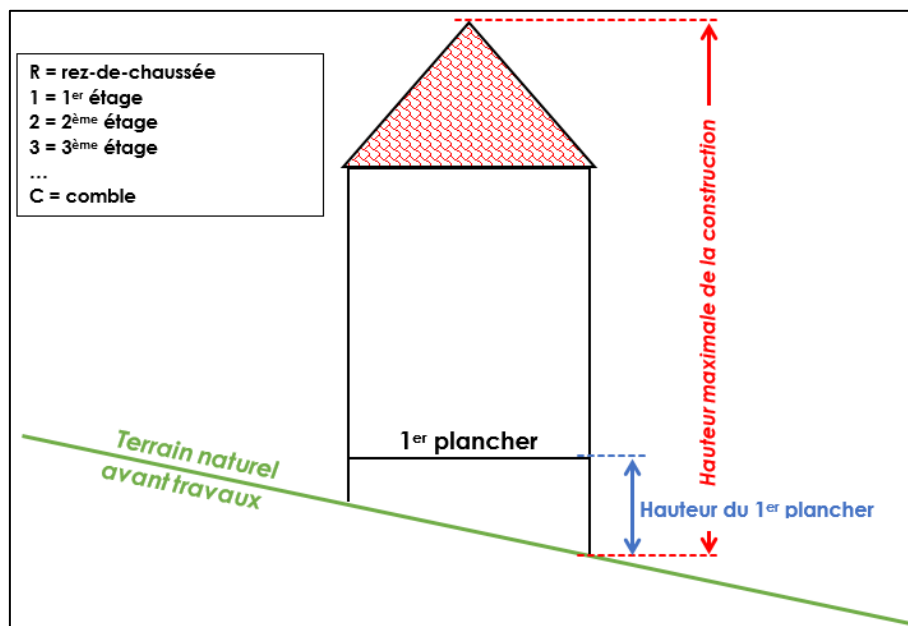 R = rez-de-chaussée
1 = 1er étage
2 = 2ème étage
3 = 3ème étage
...
C = comble
Hauteur maximale de la construction
1er plancher
Terrain naturel
avant travaux
Hauteur du 1er plancher